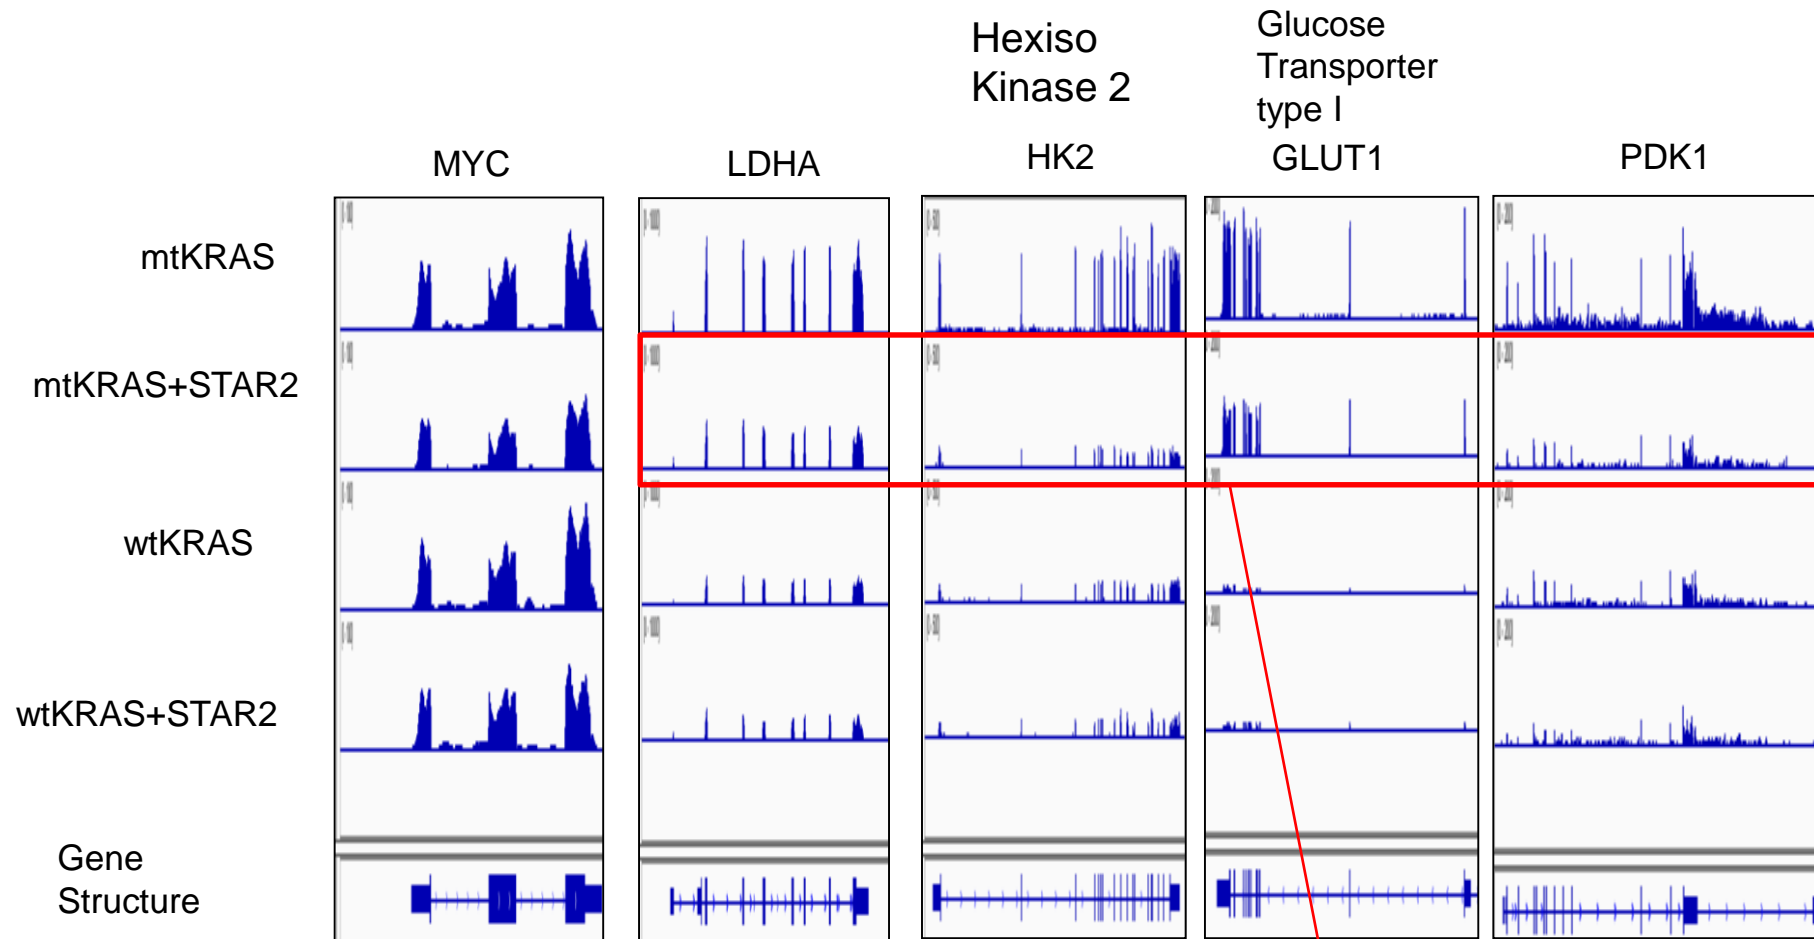 Hexiso
Kinase 2
Glucose
Transporter
type I
MYC
LDHA
HK2
GLUT1
PDK1
mtKRAS
mtKRAS+STAR2
wtKRAS
wtKRAS+STAR2
Gene
Structure